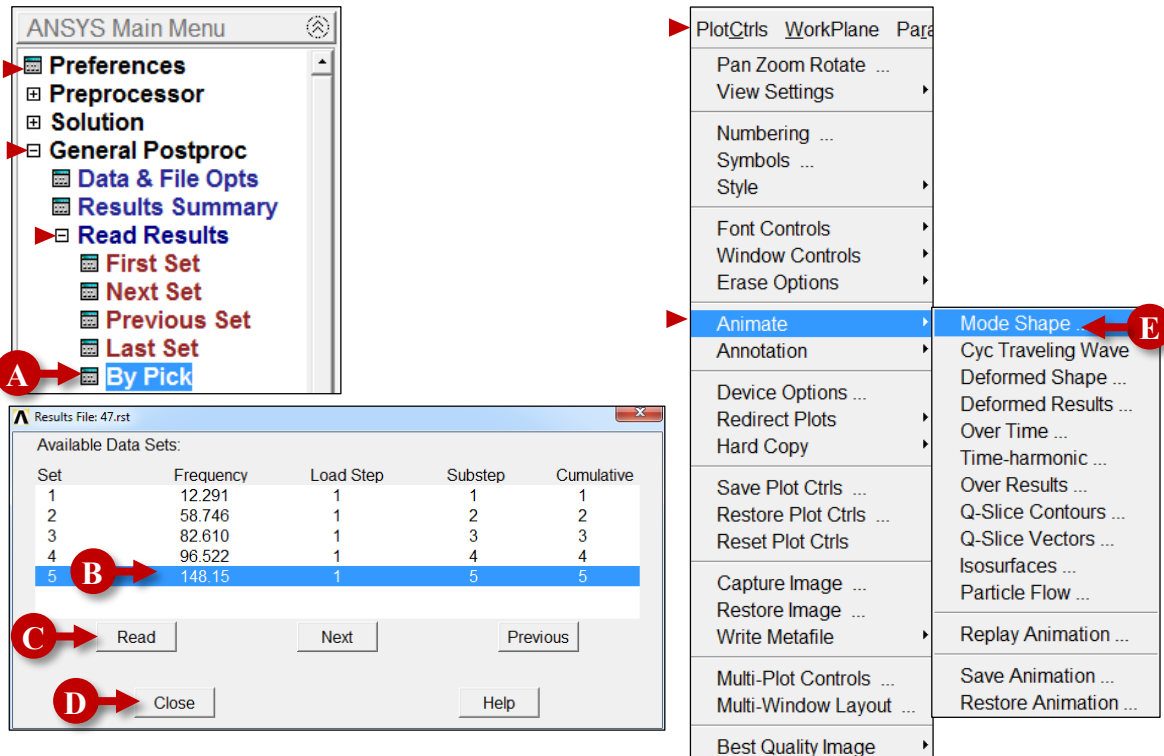 ANSYS Main Menu
Preferences
Preprocessor
Solution
General Postproc
Data & File Opts
Results Summary
Read Results
First Set
Next Set
Previous Set
Last Set
A By Pick
Results File: 47.rst
Available Data Sets:
Set Frequency Load Step Substep Cumulative
1 12.291 1 1 1
2 58.746 1 2 2
3 82.610 1 3 3
4 96.522 1 4 4
5 B 148.15 1 5 5
C Read Next Previous
D Close Help
PlotCtrls WorkPlane Para
Pan Zoom Rotate ...
View Settings
Numbering ...
Symbols ...
Style
Font Controls
Window Controls
Erase Options
Animate
Annotation
Device Options ...
Redirect Plots
Hard Copy
Save Plot Ctrls ...
Restore Plot Ctrls ...
Reset Plot Ctrls
Capture Image ...
Restore Image ...
Write Metafile
Multi-Plot Controls ...
Multi-Window Layout ...
Best Quality Image
Mode Shape ... E
Cyc Traveling Wave
Deformed Shape ...
Deformed Results ...
Over Time ...
Time-harmonic ...
Over Results ...
Q-Slice Contours ...
Q-Slice Vectors ...
Isosurfaces ...
Particle Flow ...
Replay Animation ...
Save Animation ...
Restore Animation ...